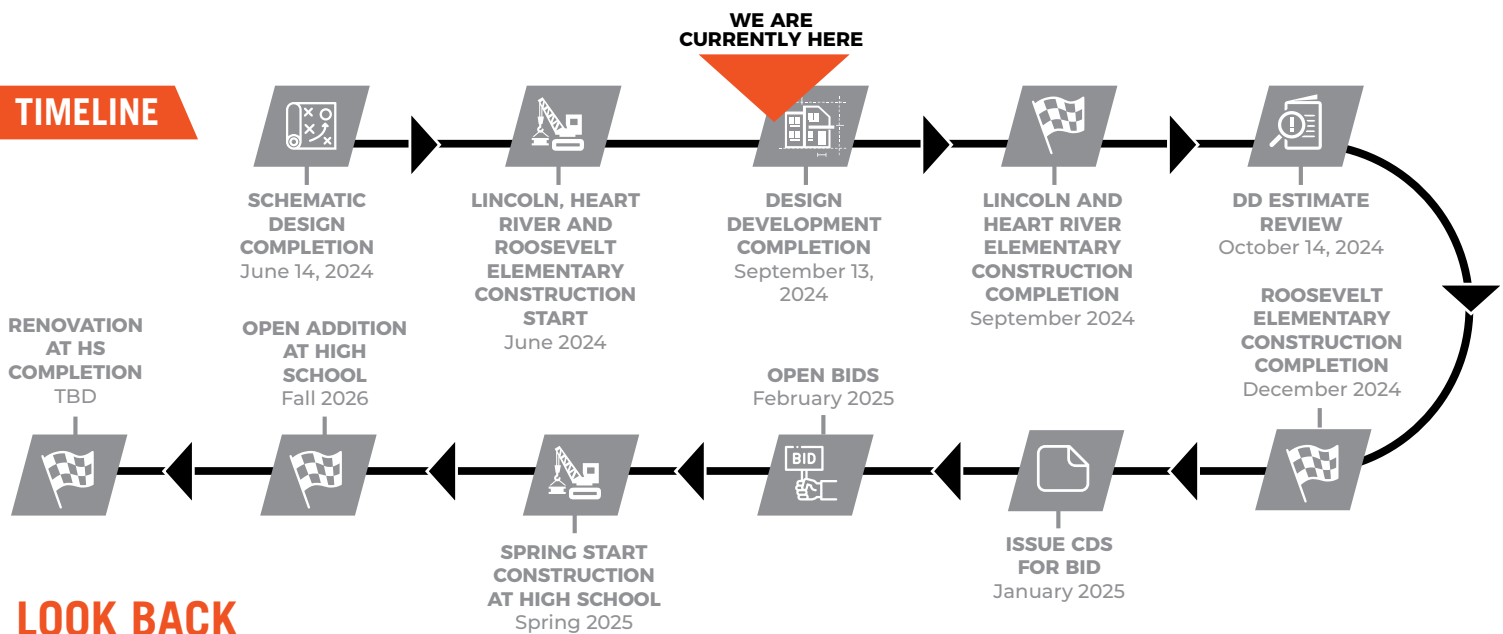 WE ARE
CURRENTLY HERE
TIMELINE
SCHEMATIC
DESIGN
COMPLETION
June 14, 2024
LINCOLN, HEART
RIVER AND
ROOSEVELT
ELEMENTARY
CONSTRUCTION
START
June 2024
DESIGN
DEVELOPMENT
COMPLETION
September 13,
2024
LINCOLN AND
HEART RIVER
ELEMENTARY
CONSTRUCTION
COMPLETION
September 2024
DD ESTIMATE
REVIEW
October 14, 2024
ROOSEVELT
ELEMENTARY
CONSTRUCTION
COMPLETION
December 2024
ISSUE CDS
FOR BID
January 2025
OPEN BIDS
February 2025
BID
SPRING START
CONSTRUCTION
AT HIGH SCHOOL
Spring 2025
OPEN ADDITION
AT HIGH
SCHOOL
Fall 2026
RENOVATION
AT HS
COMPLETION
TBD
LOOK BACK